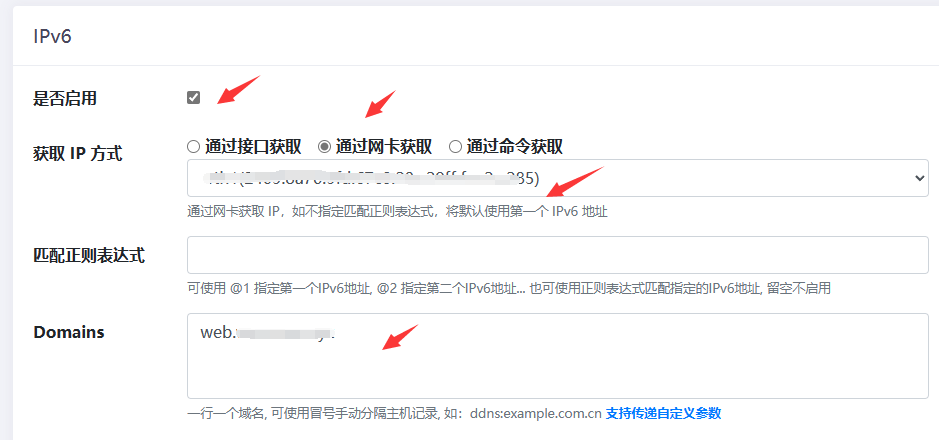 IPv6
是否启用
获取 IP 方式
通过接口获取 通过网卡获取 通过命令获取
通过网卡获取 IP，如不指定匹配正则表达式，将默认使用第一个 IPv6 地址
匹配正则表达式
可使用 @1 指定第一个IPv6地址, @2 指定第二个IPv6地址... 也可使用正则表达式匹配指定的IPv6地址, 留空不启用
Domains
web.
一行一个域名, 可使用冒号手动分隔主机记录, 如：ddns:example.com.cn 支持传递自定义参数